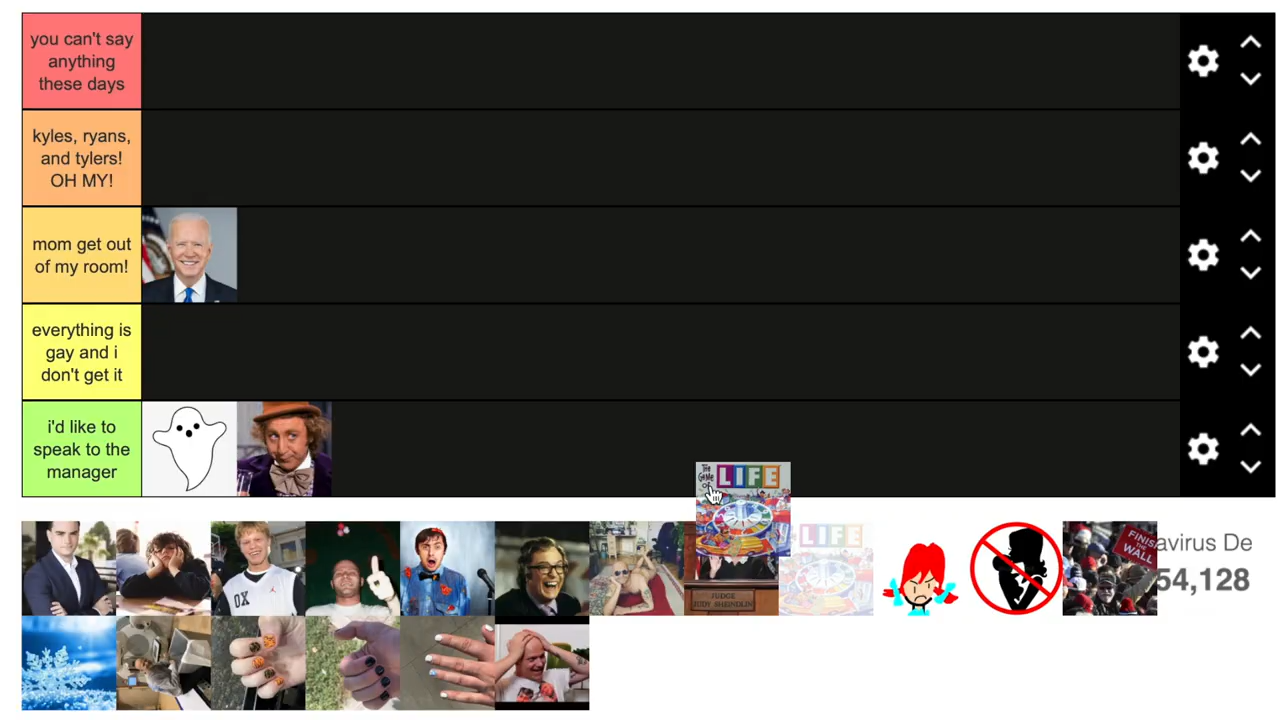 you can't say
anything
these days
kyles, ryans,
and tylers!
OH MY!
mom get out
of my room!
everything is
gay and i
don't get it
i'd like to
speak to the
manager
THE
GAME
OF
LIFE
LIFE
OX
JUDGE
JUDY SHEINDLIN
FINISH
THE
WALL
avirus De
54,128